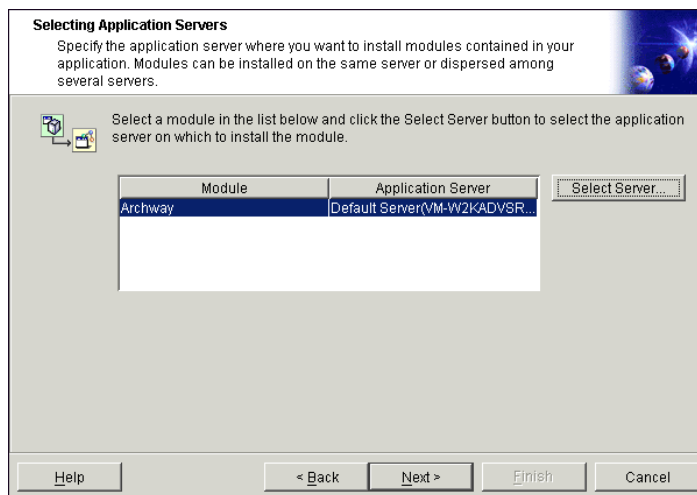 Selecting Application Servers
Specify the application server where you want to install modules contained in your
application. Modules can be installed on the same server or dispersed among
several servers.
Select a module in the list below and click the Select Server button to select the application
server on which to install the module.
Module Application Server Select Server...
Archway Default Server(VM-W2KADVSR...
Help < Back Next > Finish Cancel